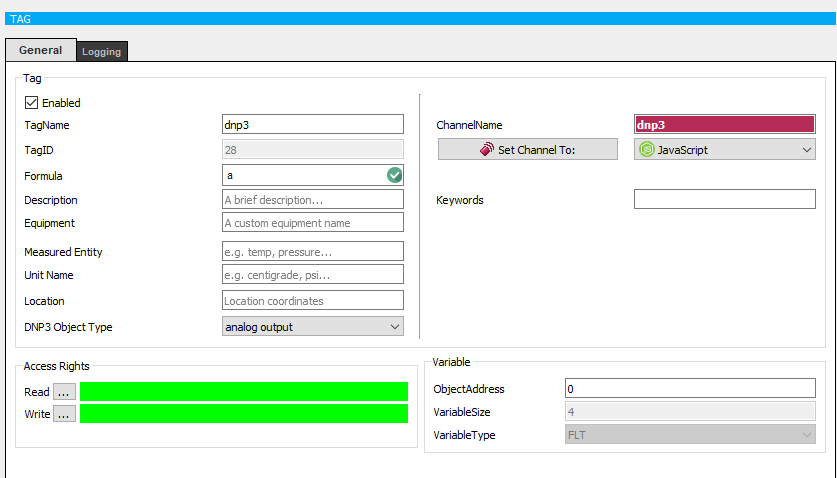 TAG
General
Logging
Tag
Enabled
TagName
dnp3
TagID
28
Formula
a
Description
A brief description...
Equipment
A custom equipment name
Measured Entity
e.g. temp, pressure...
Unit Name
e.g. centigrade, psi...
Location
Location coordinates
DNP3 Object Type
analog output
ChannelName
dnp3
Set Channel To:
JavaScript
Keywords
Access Rights
Read
...
Write
...
Variable
ObjectAddress
0
VariableSize
4
VariableType
FLT